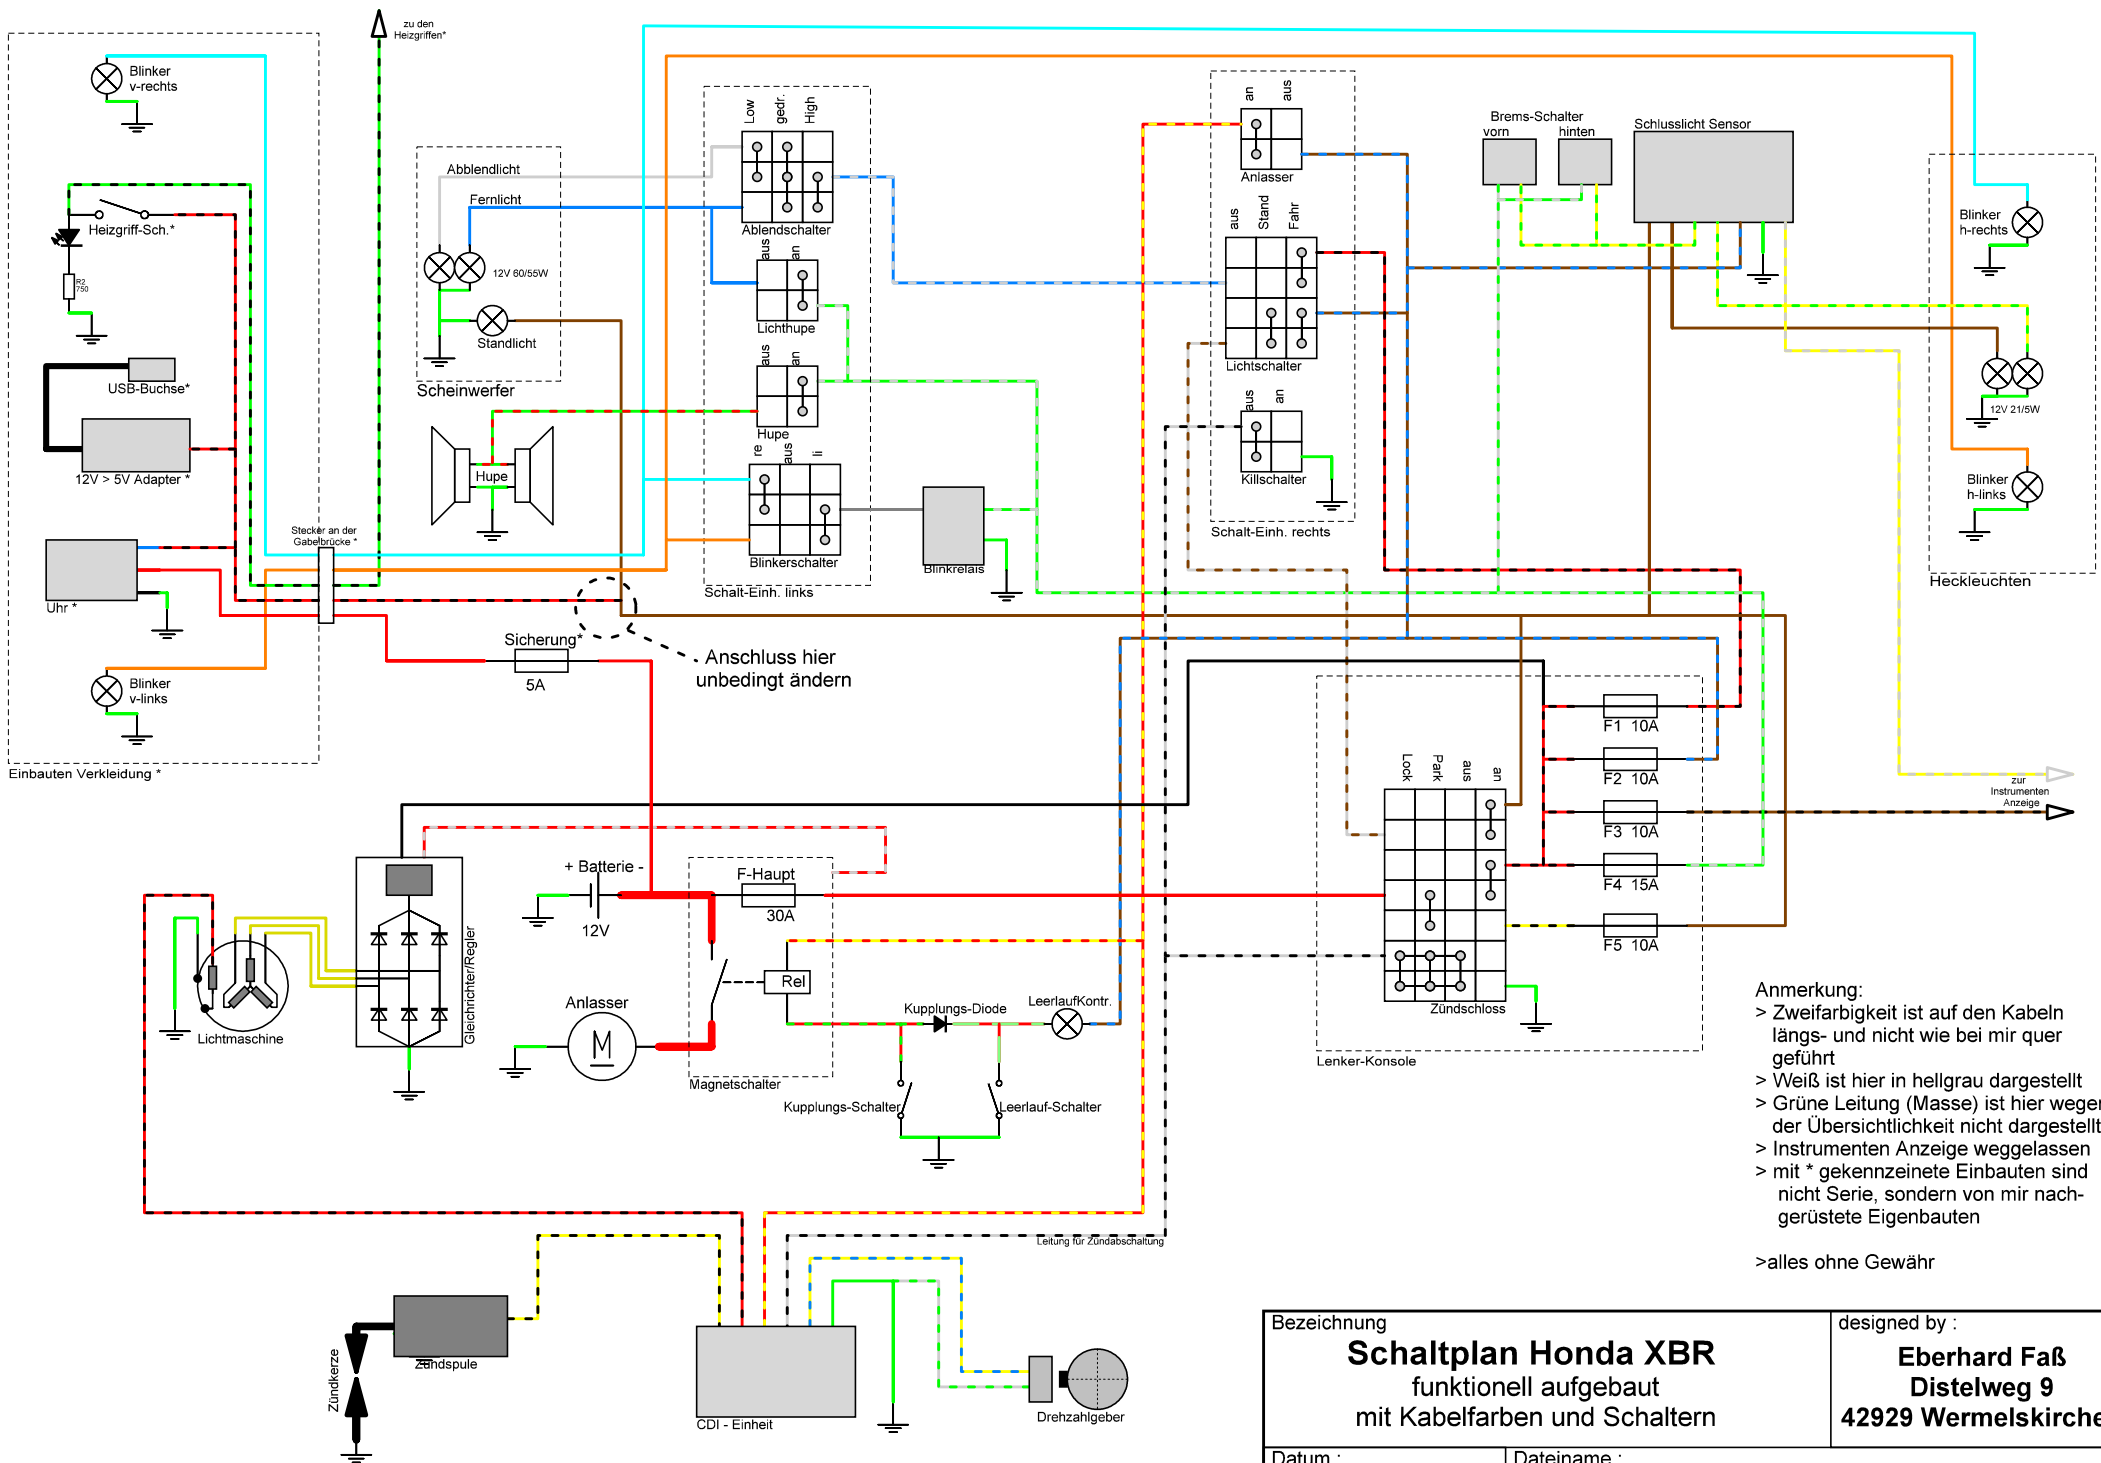 zu den
Heizgriffen*
Blinker
v-rechts
Heizgriff-Sch.*
R2
750
USB-Buchse*
12V > 5V Adapter *
Uhr *
Stecker an der
Gabelbrücke *
Blinker
v-links
Einbauten Verkleidung *
Abblendlicht
Fernlicht
12V 60/55W
Standlicht
Scheinwerfer
Hupe
Low
gedr.
High
Ablendschalter
aus
an
Lichthupe
aus
an
Hupe
re
aus
li
Blinkerschalter
Schalt-Einh. links
Blinkrelais
an
aus
Anlasser
aus
Stand
Fahr
Lichtschalter
aus
an
Killschalter
Schalt-Einh. rechts
Brems-Schalter
vorn
hinten
Schlusslicht Sensor
Blinker
h-rechts
12V 21/5W
Blinker
h-links
Heckleuchten
Sicherung*
5A
Anschluss hier
unbedingt ändern
F1 10A
F2 10A
F3 10A
F4 15A
F5 10A
Lock
Park
aus
an
Zündschloss
Lenker-Konsole
zur
Instrumenten
Anzeige
+ Batterie -
12V
F-Haupt
30A
Rel
Magnetschalter
Anlasser
M
Lichtmaschine
Gleichrichter/Regler
Kupplungs-Diode
LeerlaufKontr.
Kupplungs-Schalter
Leerlauf-Schalter
Leitung für Zündabschaltung
Zündspule
Zündkerze
CDI - Einheit
Drehzahlgeber
Anmerkung:
> Zweifarbigkeit ist auf den Kabeln
längs- und nicht wie bei mir quer
geführt
> Weiß ist hier in hellgrau dargestellt
> Grüne Leitung (Masse) ist hier wegen
der Übersichtlichkeit nicht dargestellt
> Instrumenten Anzeige weggelassen
> mit * gekennzeinete Einbauten sind
nicht Serie, sondern von mir nach-
gerüstete Eigenbauten
>alles ohne Gewähr
Bezeichnung
Schaltplan Honda XBR
funktionell aufgebaut
mit Kabelfarben und Schaltern
designed by :
Eberhard Faß
Distelweg 9
42929 Wermelskirche
Datum :
Dateiname :